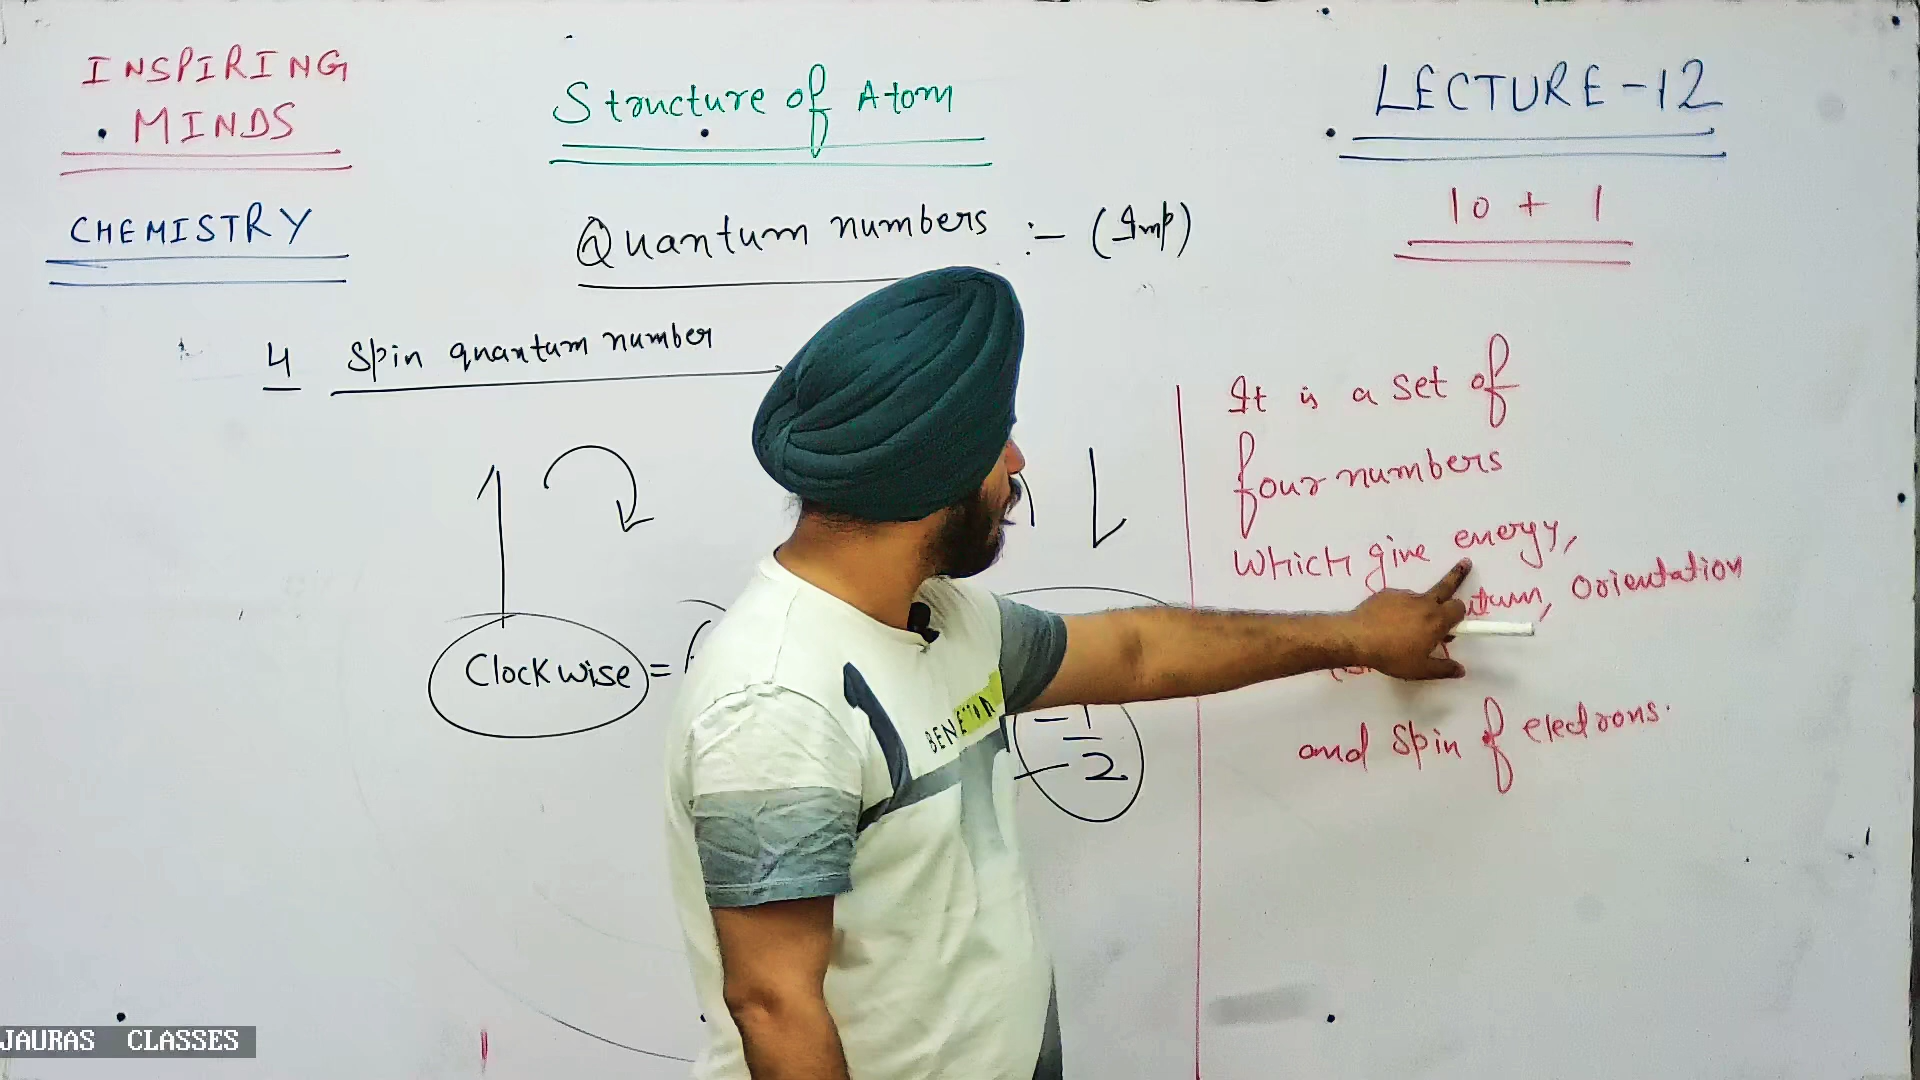 INSPIRING
MINDS
CHEMISTRY
Structure of Atom
LECTURE-12
10 + 1
Quantum numbers :- (Imp)
4 Spin quantum number
Clockwise =
-1
2
It is a set of
four numbers
which give energy,
orientation
and spin of electrons.
BENETTON
JAURAS CLASSES